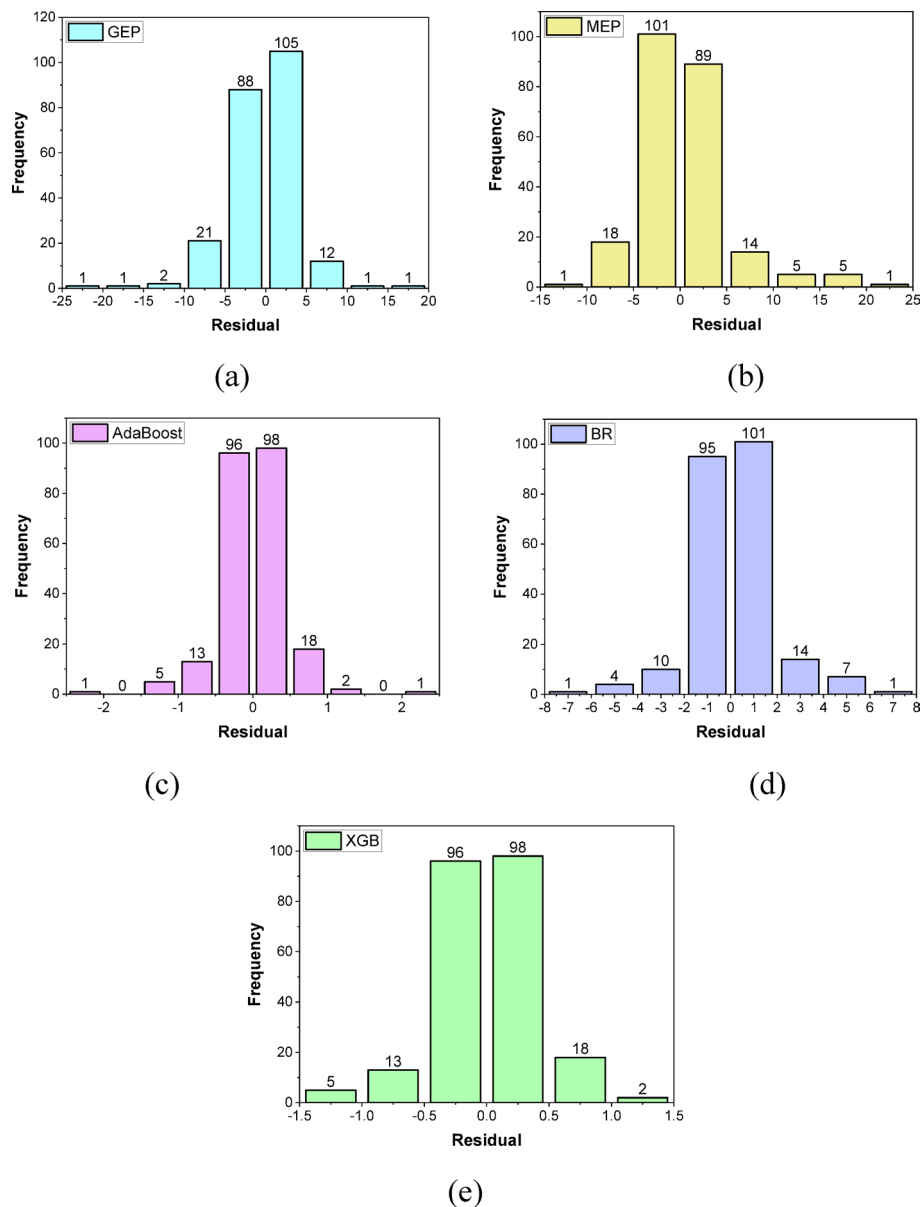 GEP
120
100
80
60
40
20
0
Frequency
1 1 2 21 88 105 12 1 1
-25 -20 -15 -10 -5 0 5 10 15 20
Residual
(a)
MEP
100
80
60
40
20
0
Frequency
1 18 101 89 14 5 5 1
-15 -10 -5 0 5 10 15 20 25
Residual
(b)
AdaBoost
100
80
60
40
20
0
Frequency
1 0 5 13 96 98 18 2 0 1
-2 -1 0 1 2
Residual
(c)
BR
100
80
60
40
20
0
Frequency
1 4 10 95 101 14 7 1
-8 -7 -6 -5 -4 -3 -2 -1 0 1 2 3 4 5 6 7 8
Residual
(d)
XGB
100
80
60
40
20
0
Frequency
5 13 96 98 18 2
-1.5 -1.0 -0.5 0.0 0.5 1.0 1.5
Residual
(e)